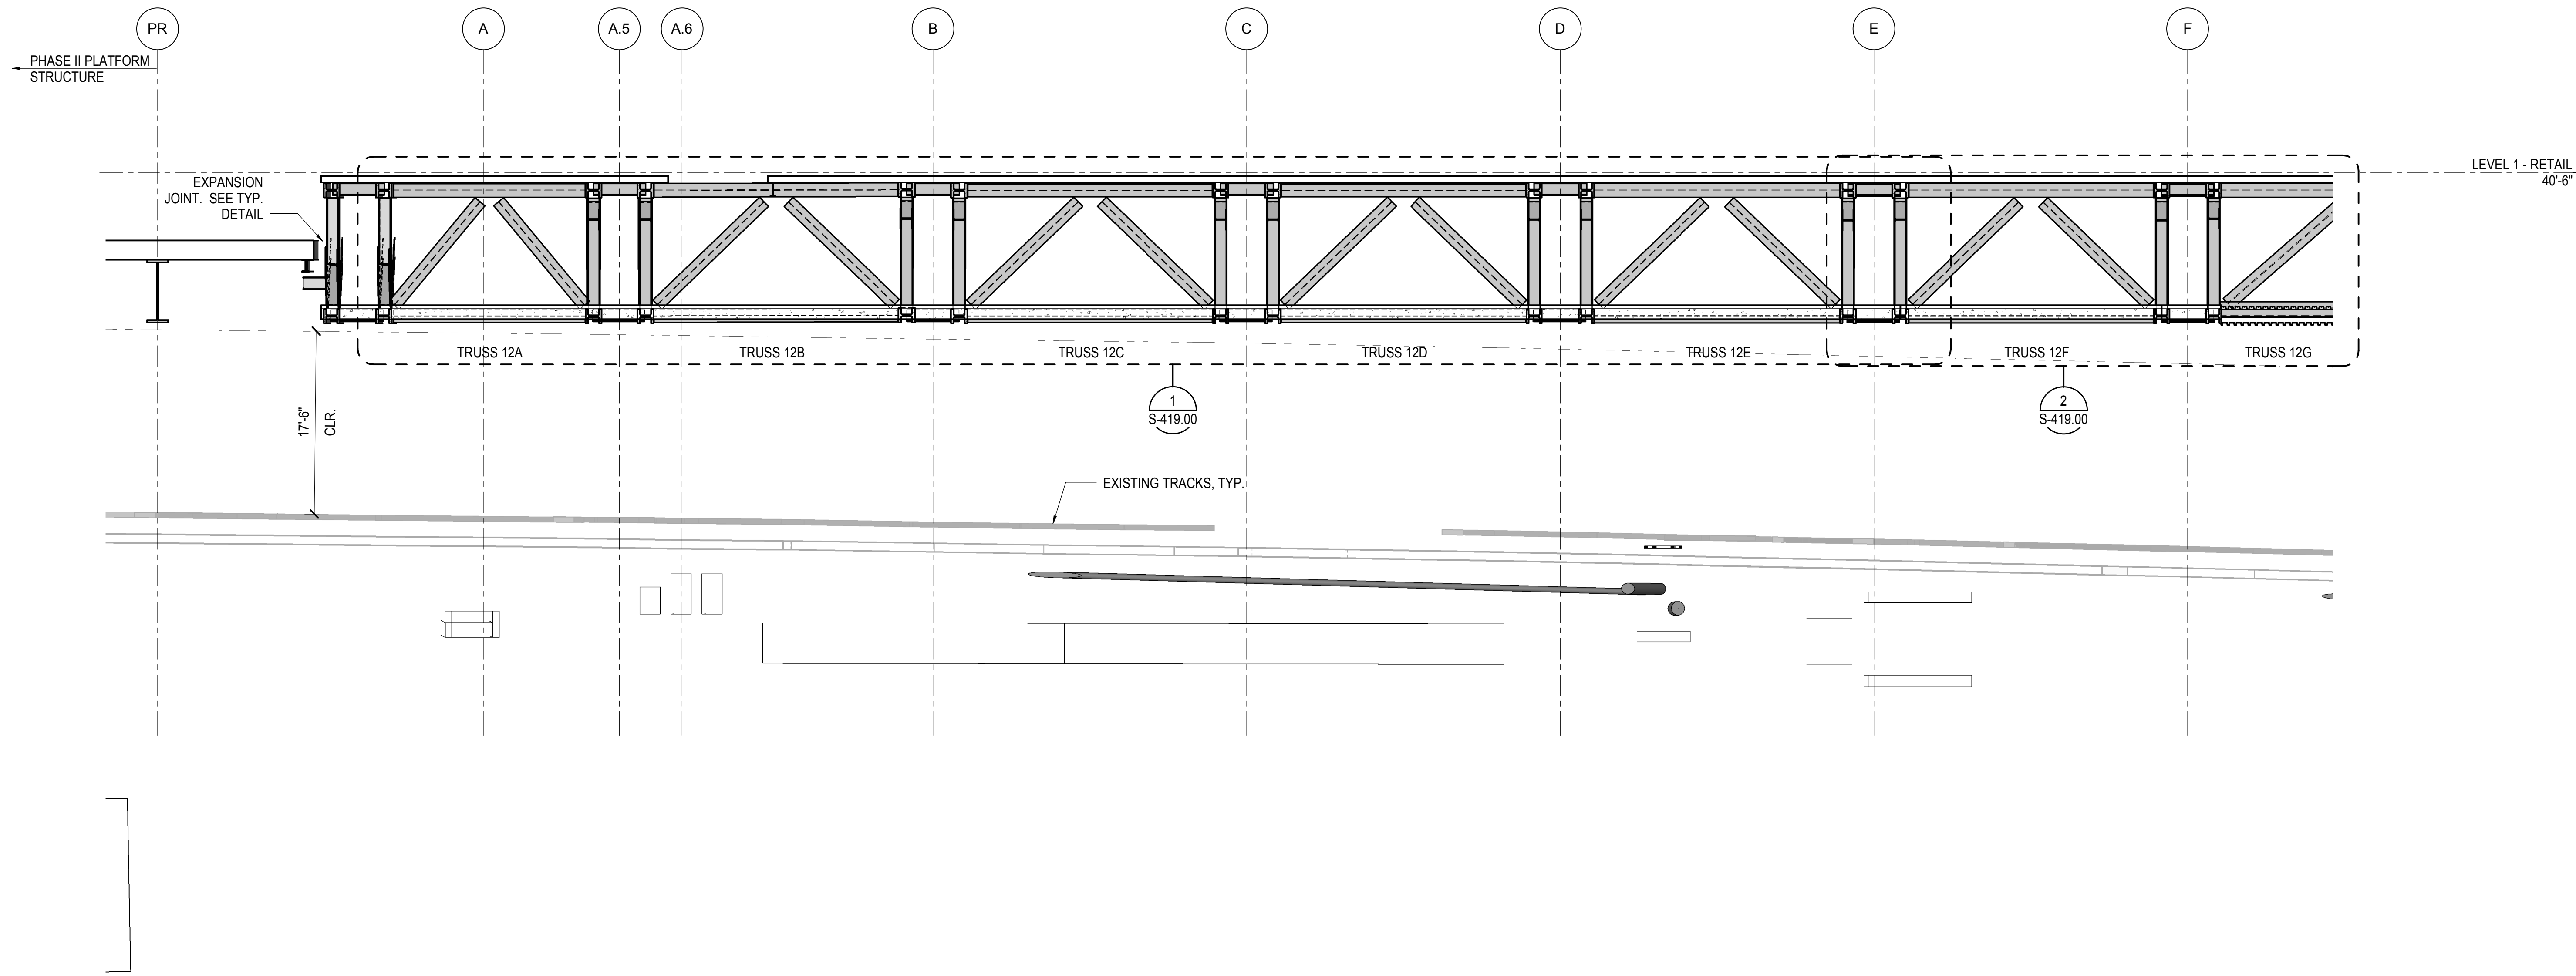 PR
A
A.5
A.6
B
C
D
E
F
PHASE II PLATFORM
STRUCTURE
LEVEL 1 - RETAIL
40'-6"
EXPANSION
JOINT. SEE TYP.
DETAIL
TRUSS 12A
TRUSS 12B
TRUSS 12C
TRUSS 12D
TRUSS 12E
TRUSS 12F
TRUSS 12G
17'-6"
CLR.
1
S-419.00
2
S-419.00
EXISTING TRACKS, TYP.